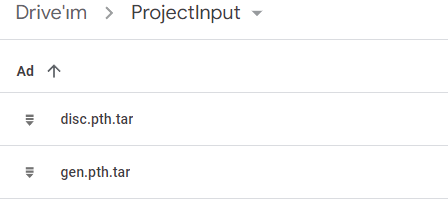 Drive'ım > ProjectInput
Ad ↑
disc.pth.tar
gen.pth.tar